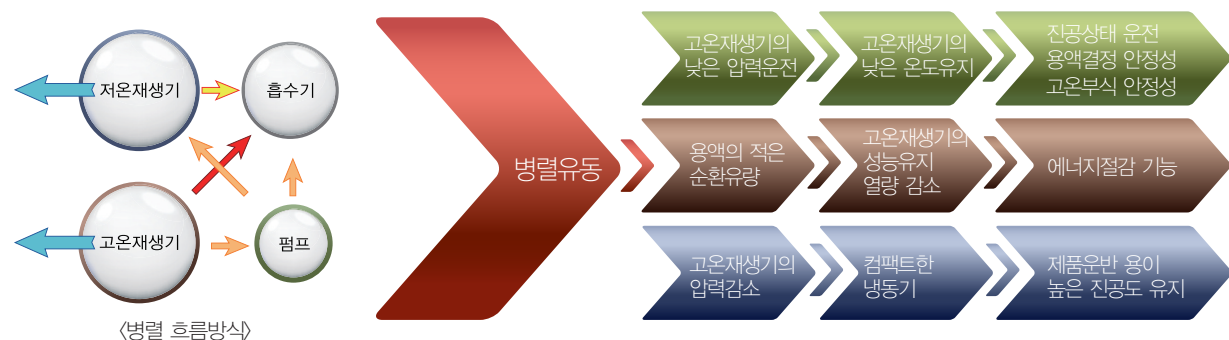 저온재생기
흡수기
고온재생기
펌프
〈병렬 흐름방식〉
병렬유동
고온재생기의
낮은 압력운전
고온재생기의
낮은 온도유지
진공상태 운전
용액결정 안정성
고온부식 안정성
용액의 적은
순환유량
고온재생기의
성능유지
열량 감소
에너지절감 기능
고온재생기의
압력감소
컴팩트한
냉동기
제품운반 용이
높은 진공도 유지